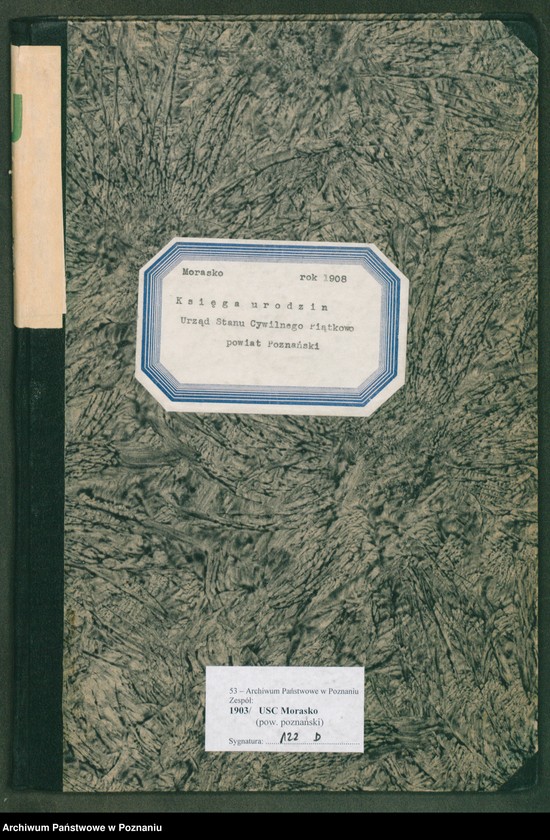 Morasko rok 1908
Księga urodzin
Urząd Stanu Cywilnego Piątkowo
powiat Poznański
53 – Archiwum Państwowe w Poznaniu
Zespół:
1903/ USC Morasko
(pow. poznański)
Sygnatura: 122 D
Archiwum Państwowe w Poznaniu